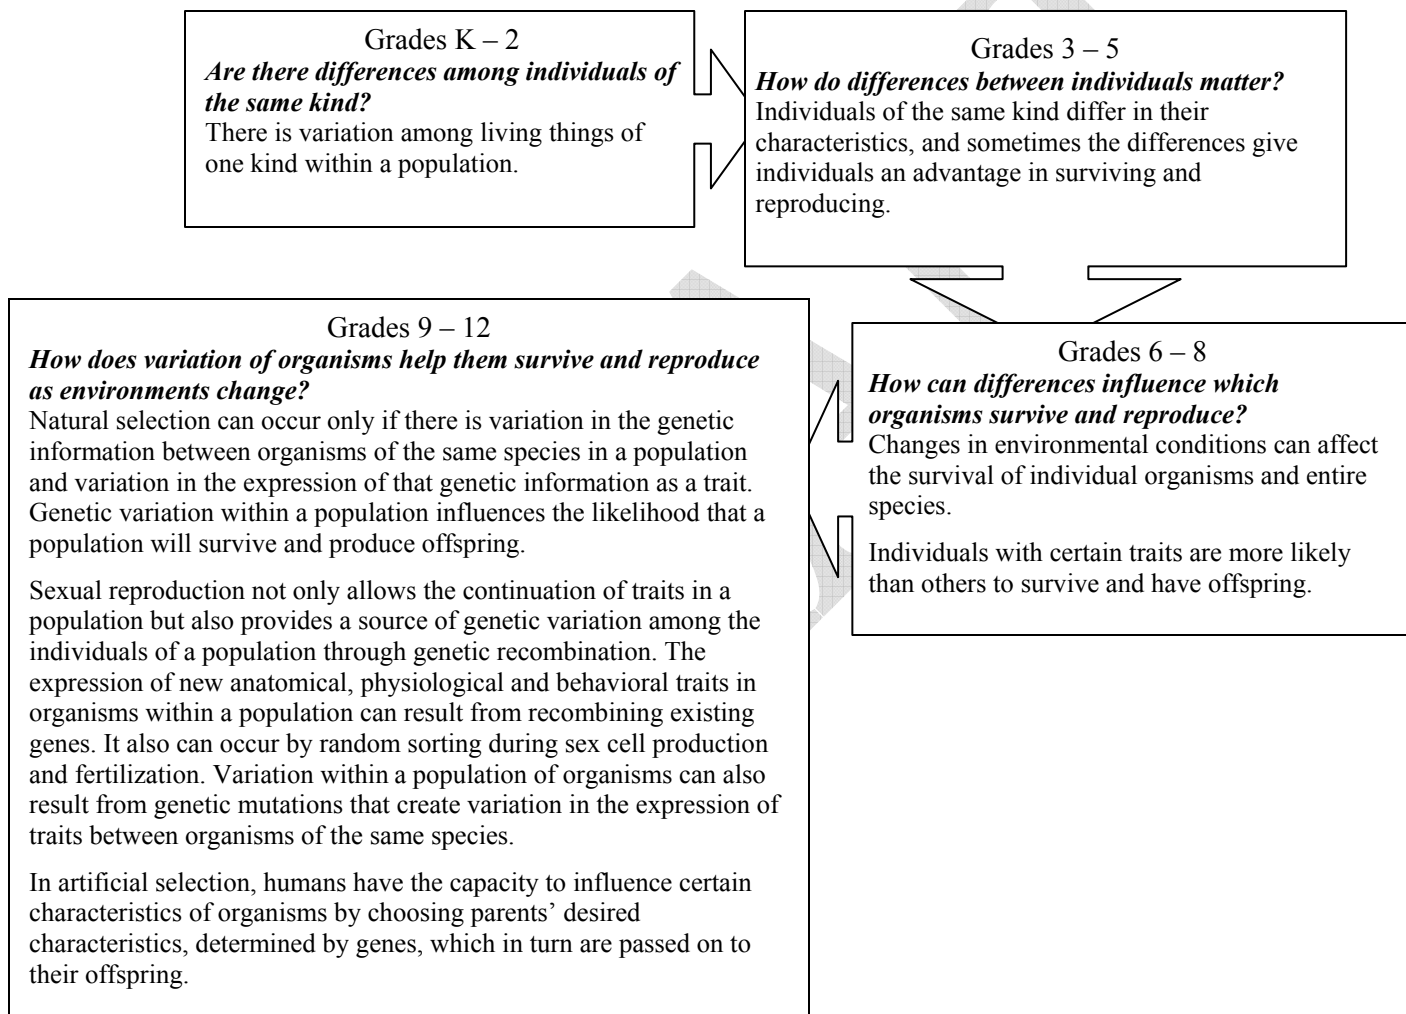 Grades K – 2
Are there differences among individuals of
the same kind?
There is variation among living things of
one kind within a population.
Grades 3 – 5
How do differences between individuals matter?
Individuals of the same kind differ in their
characteristics, and sometimes the differences give
individuals an advantage in surviving and
reproducing.
Grades 6 – 8
How can differences influence which
organisms survive and reproduce?
Changes in environmental conditions can affect
the survival of individual organisms and entire
species.
Individuals with certain traits are more likely
than others to survive and have offspring.
Grades 9 – 12
How does variation of organisms help them survive and reproduce
as environments change?
Natural selection can occur only if there is variation in the genetic
information between organisms of the same species in a population
and variation in the expression of that genetic information as a trait.
Genetic variation within a population influences the likelihood that a
population will survive and produce offspring.
Sexual reproduction not only allows the continuation of traits in a
population but also provides a source of genetic variation among the
individuals of a population through genetic recombination. The
expression of new anatomical, physiological and behavioral traits in
organisms within a population can result from recombining existing
genes. It also can occur by random sorting during sex cell production
and fertilization. Variation within a population of organisms can also
result from genetic mutations that create variation in the expression of
traits between organisms of the same species.
In artificial selection, humans have the capacity to influence certain
characteristics of organisms by choosing parents’ desired
characteristics, determined by genes, which in turn are passed on to
their offspring.